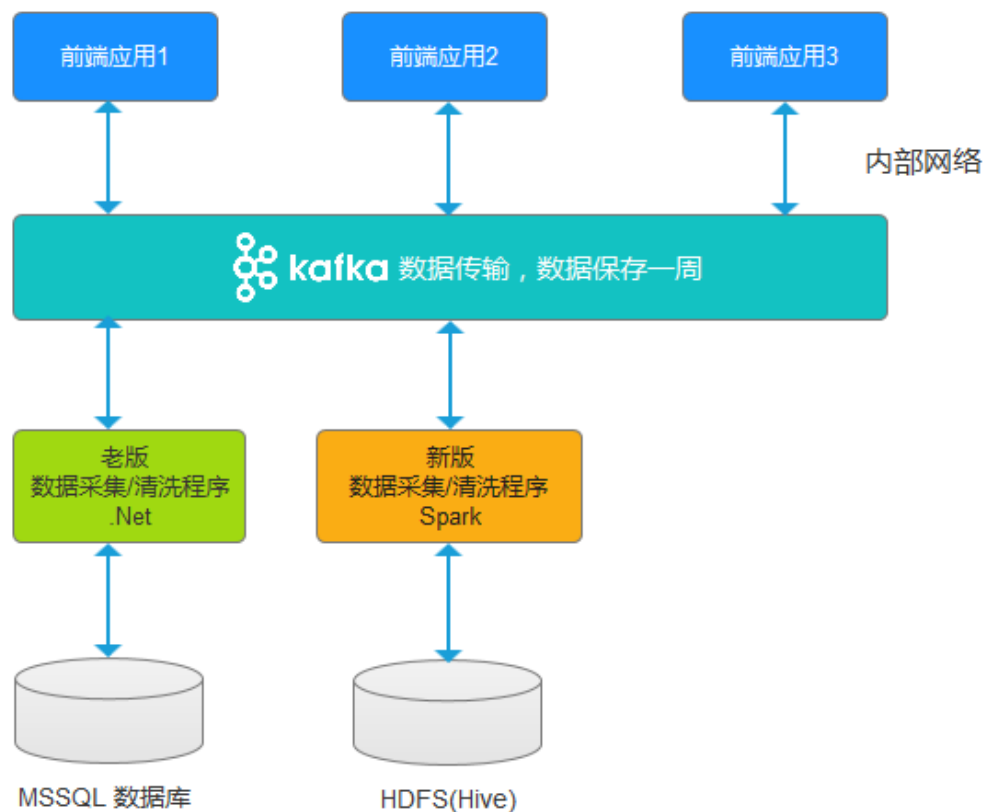 前端应用1
前端应用2
前端应用3
内部网络
kafka 数据传输，数据保存一周
老版
数据采集/清洗程序
.Net
新版
数据采集/清洗程序
Spark
MSSQL 数据库
HDFS(Hive)